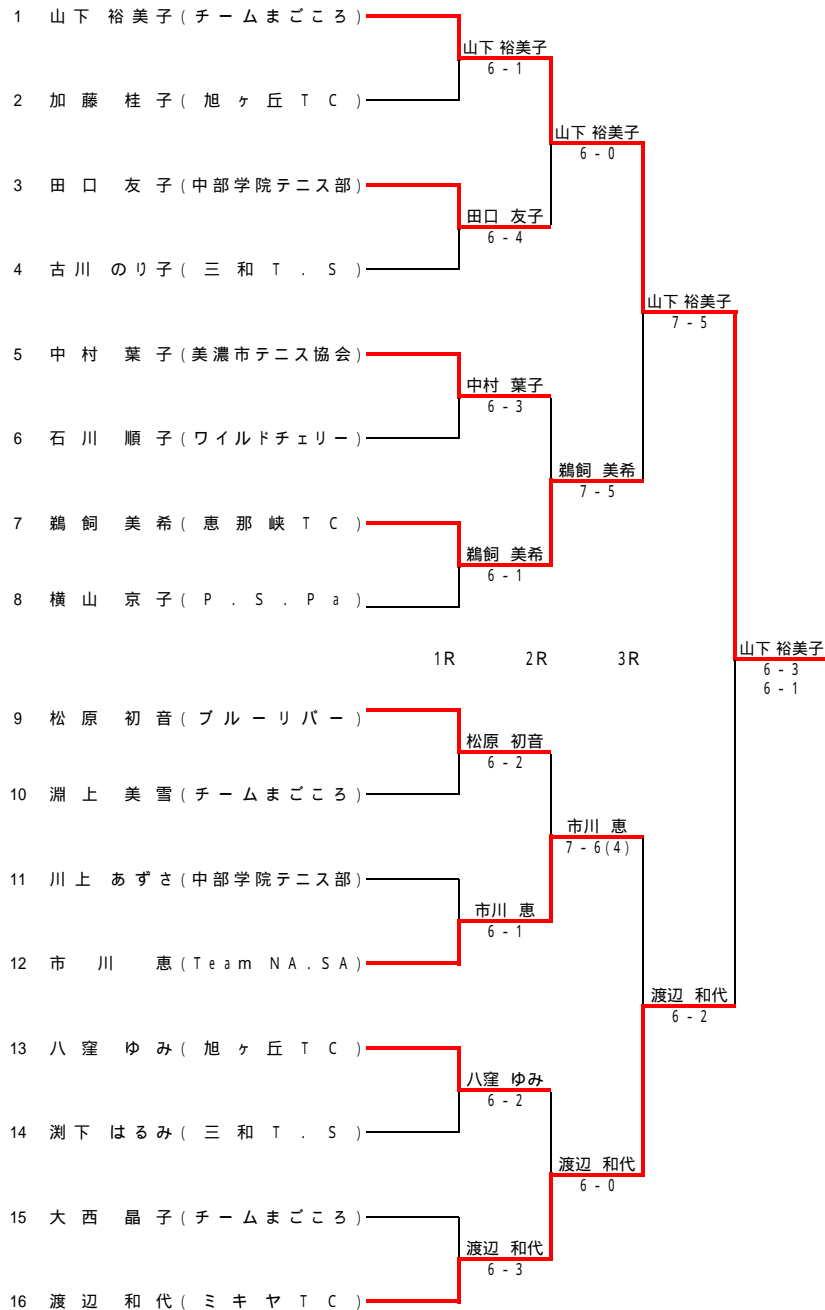 1 山下 裕美子(チームまごころ)
山下 裕美子
6 - 1
2 加藤 桂子(旭ヶ丘TC)
山下 裕美子
6 - 0
3 田口 友子(中部学院テニス部)
田口 友子
6 - 4
4 古川 のり子(三和T.S)
山下 裕美子
7 - 5
5 中村 葉子(美濃市テニス協会)
中村 葉子
6 - 3
6 石川 順子(ワイルドチェリー)
鵜飼 美希
7 - 5
7 鵜飼 美希(恵那峡TC)
鵜飼 美希
6 - 1
8 横山 京子(P.S.Pa)
1R 2R 3R
山下 裕美子
6 - 3
6 - 1
9 松原 初音(ブルーリバー)
松原 初音
6 - 2
10 淵上 美雪(チームまごころ)
市川 恵
7 - 6(4)
11 川上 あずさ(中部学院テニス部)
市川 恵
6 - 1
12 市川 恵(Team NA.SA)
渡辺 和代
6 - 2
13 八窪 ゆみ(旭ヶ丘TC)
八窪 ゆみ
6 - 2
14 渕下 はるみ(三和T.S)
渡辺 和代
6 - 0
15 大西 晶子(チームまごころ)
渡辺 和代
6 - 3
16 渡辺 和代(ミキヤTC)